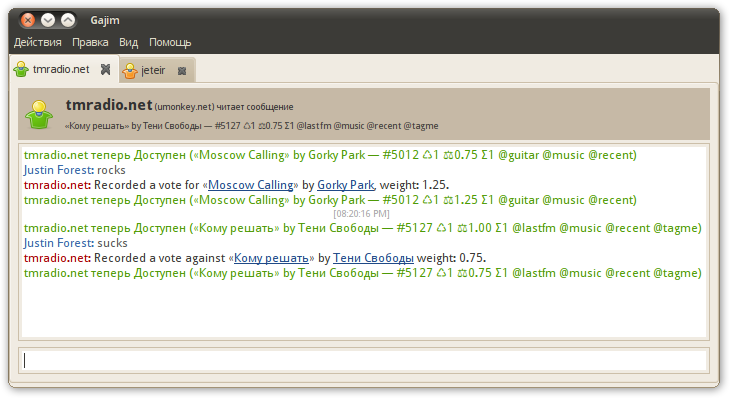 Gajim
Действия Правка Вид Помощь
tmradio.net jeteir
tmradio.net (umonkey.net) читает сообщение
«Кому решать» by Тени Свободы — #5127 ♺1 ⚖0.75 Σ1 @lastfm @music @recent @tagme
tmradio.net теперь Доступен («Moscow Calling» by Gorky Park — #5012 ♺1 ⚖0.75 Σ1 @guitar @music @recent)
Justin Forest: rocks
tmradio.net: Recorded a vote for «Moscow Calling» by Gorky Park, weight: 1.25.
tmradio.net теперь Доступен («Moscow Calling» by Gorky Park — #5012 ♺1 ⚖1.25 Σ1 @guitar @music @recent)
[08:20:16 PM]
tmradio.net теперь Доступен («Кому решать» by Тени Свободы — #5127 ♺1 ⚖1.00 Σ1 @lastfm @music @recent @tagme)
Justin Forest: sucks
tmradio.net: Recorded a vote against «Кому решать» by Тени Свободы weight: 0.75.
tmradio.net теперь Доступен («Кому решать» by Тени Свободы — #5127 ♺1 ⚖0.75 Σ1 @lastfm @music @recent @tagme)